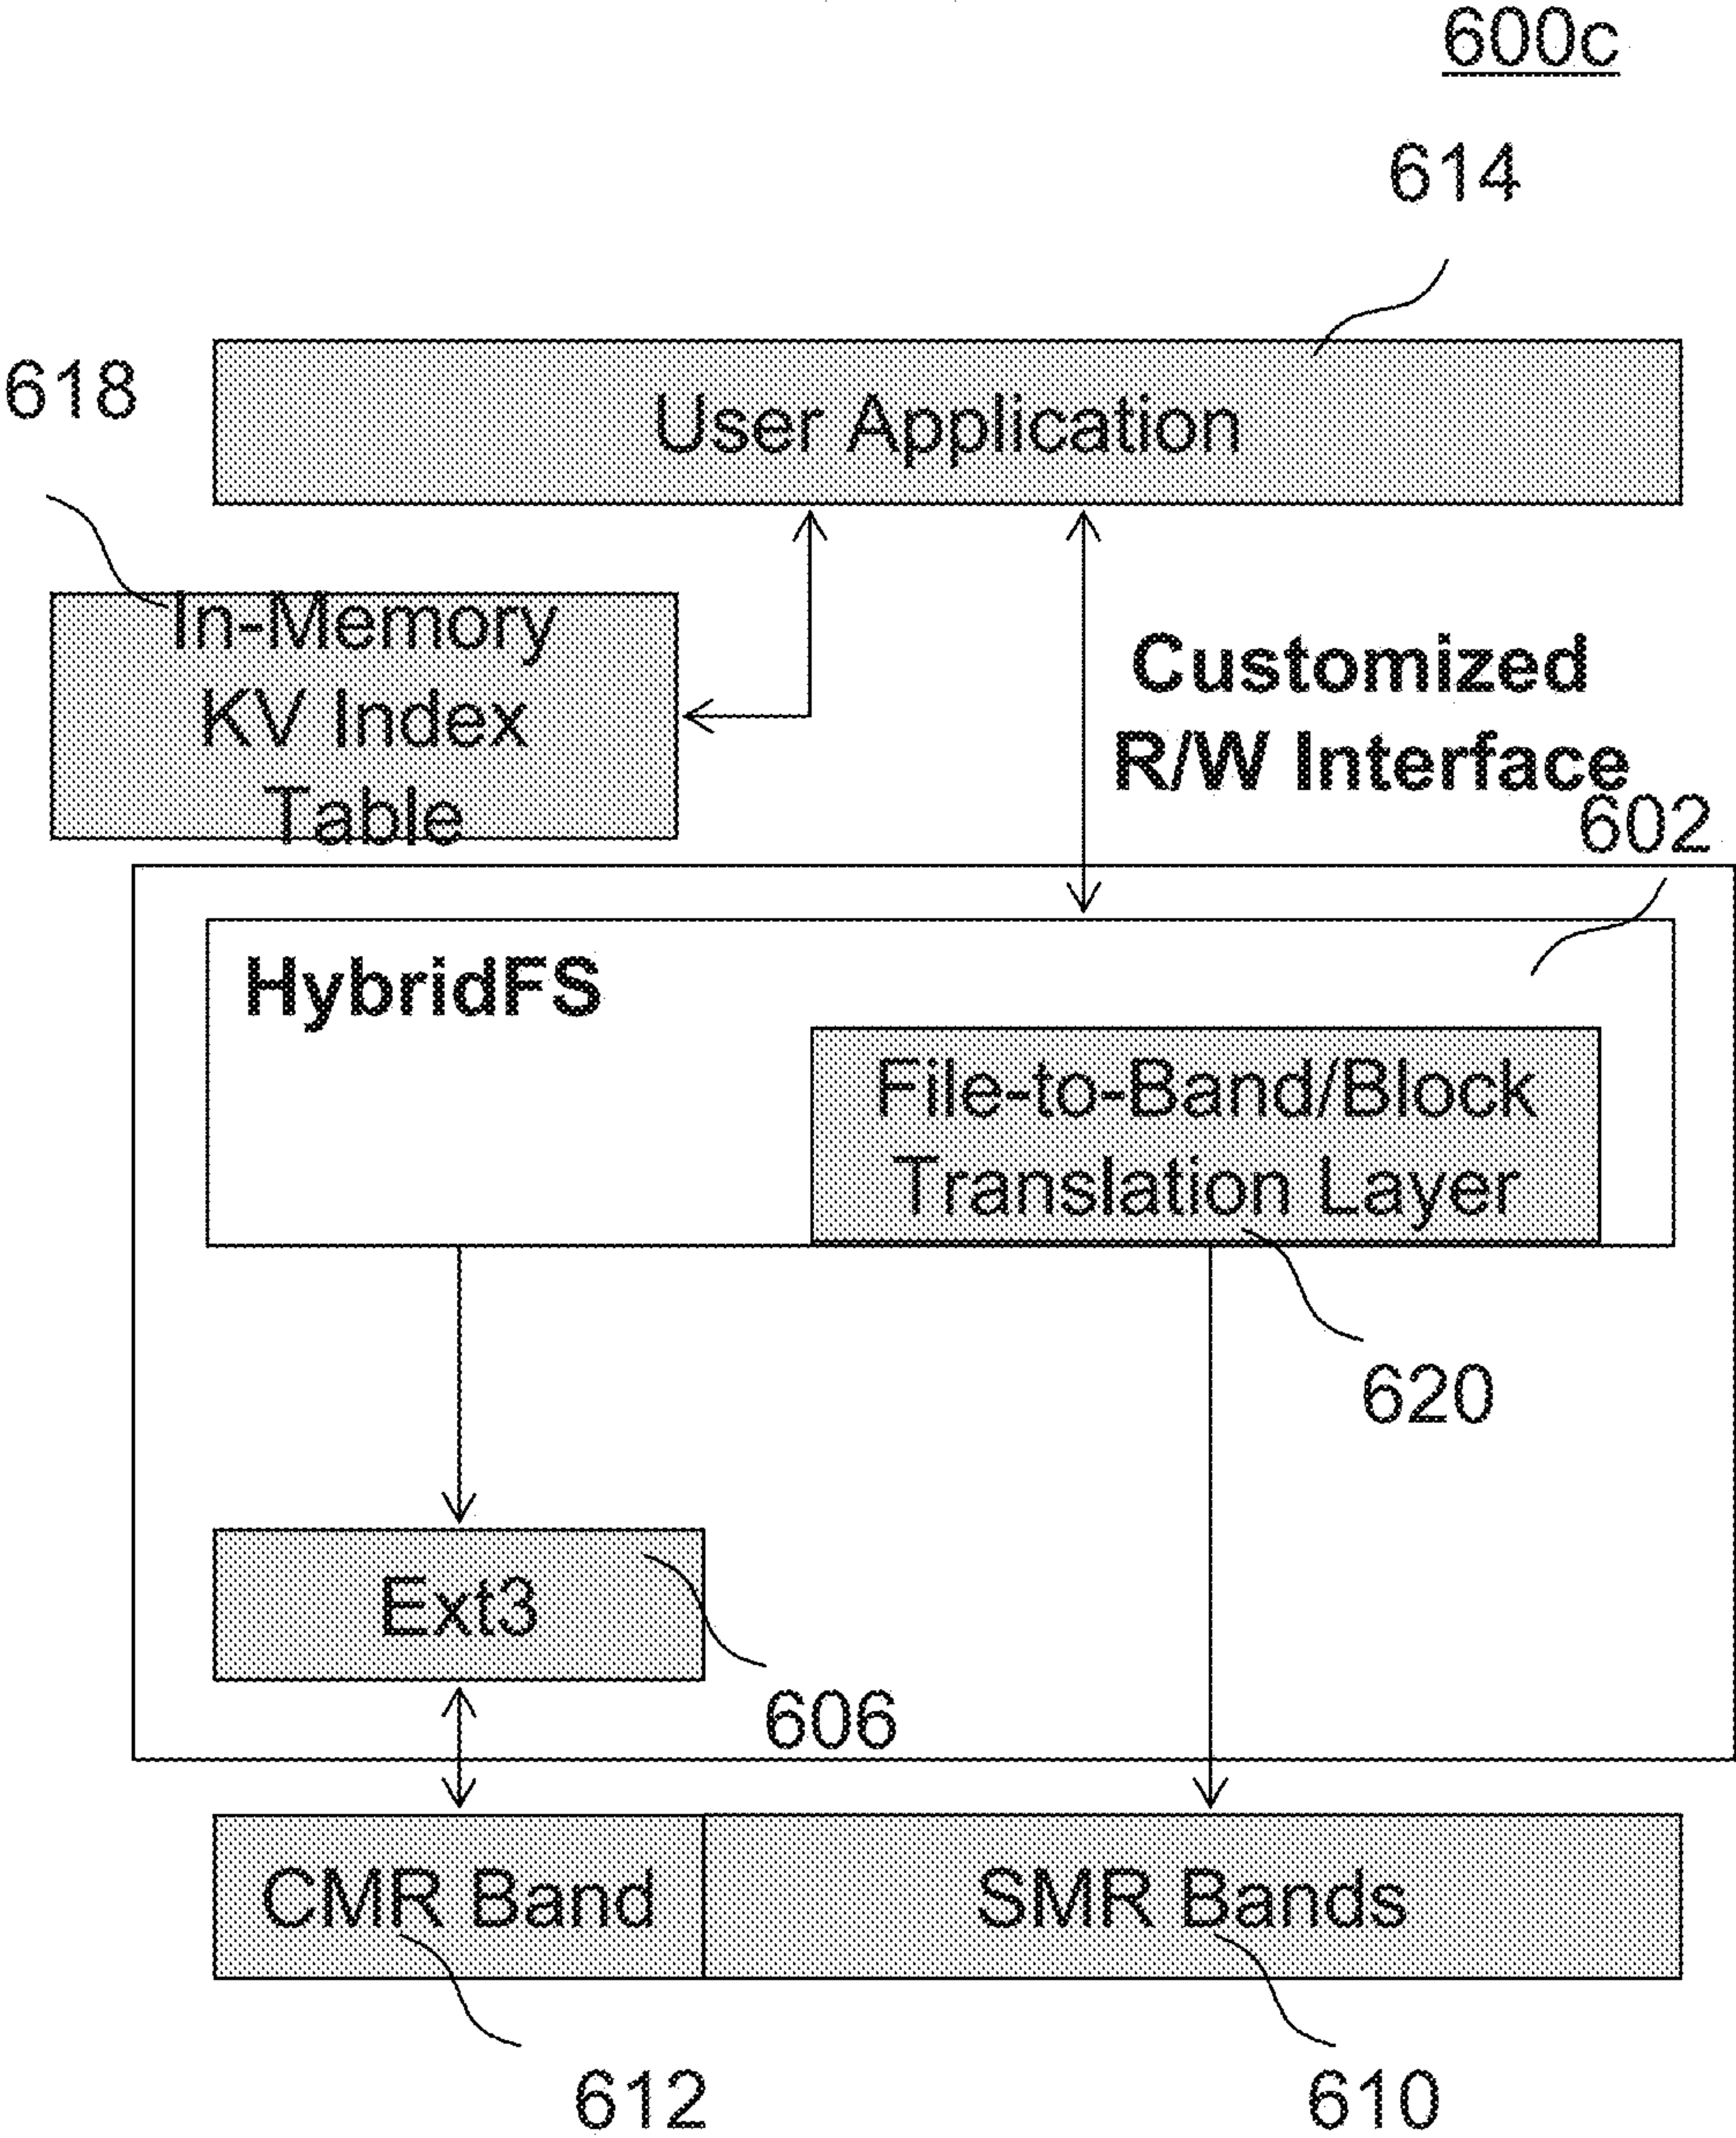 600c
614
618
User Application
In-Memory
KV Index
Table
Customized
R/W Interface
602
HybridFS
File-to-Band/Block
Translation Layer
620
Ext3
606
CMR Band
SMR Bands
612
610